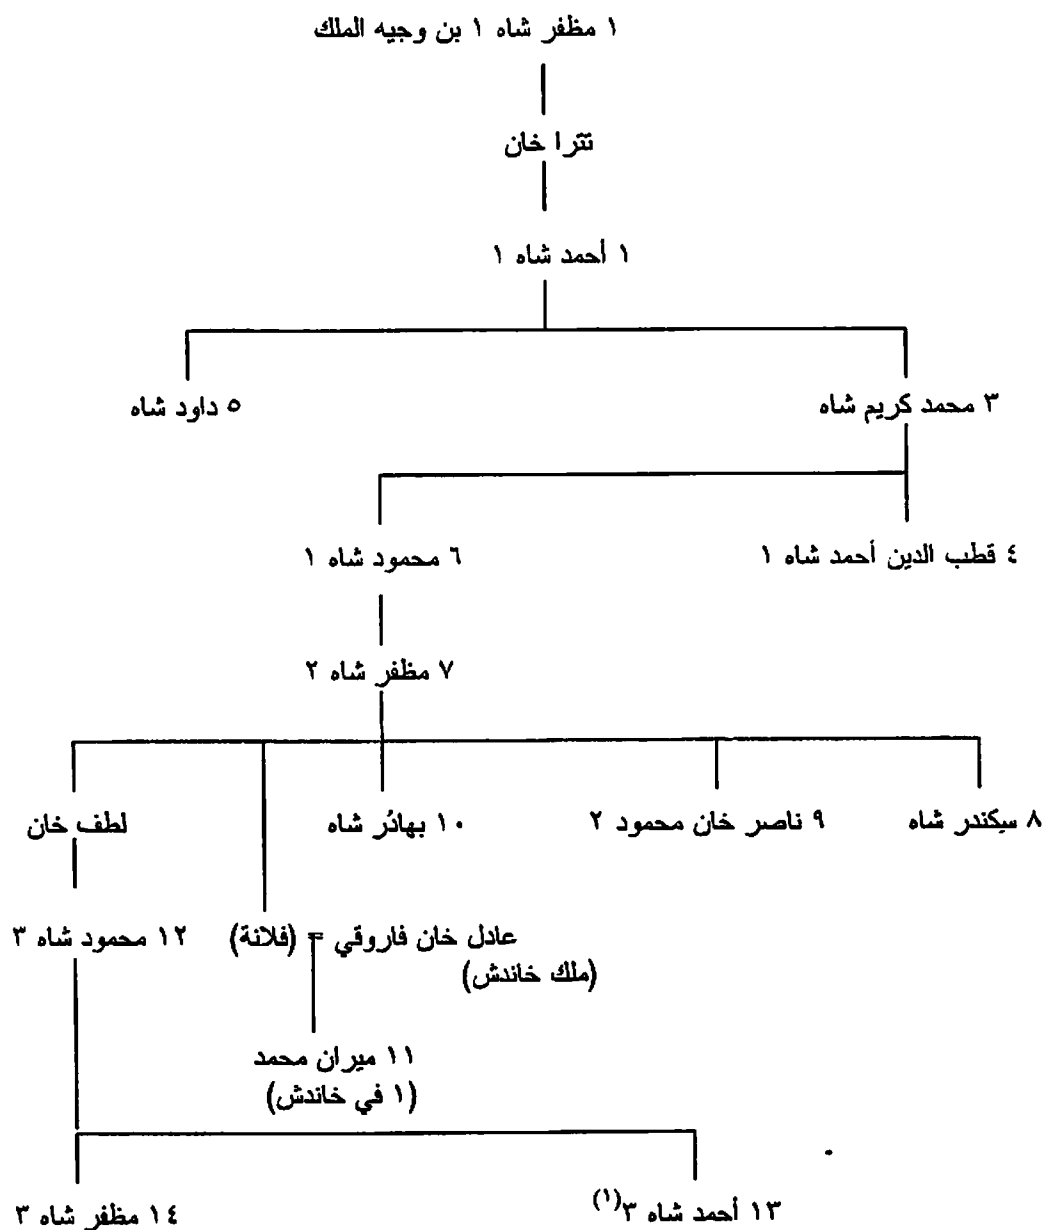 ١ مظفر شاه ١ بن وجيه الملك
تترا خان
١ أحمد شاه ١
٣ محمد كريم شاه
٥ داود شاه
٤ قطب الدين أحمد شاه ١
٦ محمود شاه ١
٧ مظفر شاه ٢
٨ سيكندر شاه
٩ ناصر خان محمود ٢
١٠ بهادُر شاه
لطف خان
عادل خان فاروقي = (فلانة)
١٢ محمود شاه ٣
(ملك خاندش)
١١ ميران محمد
(١ في خاندش)
١٣ أحمد شاه ٣(١)
١٤ مظفر شاه ٣